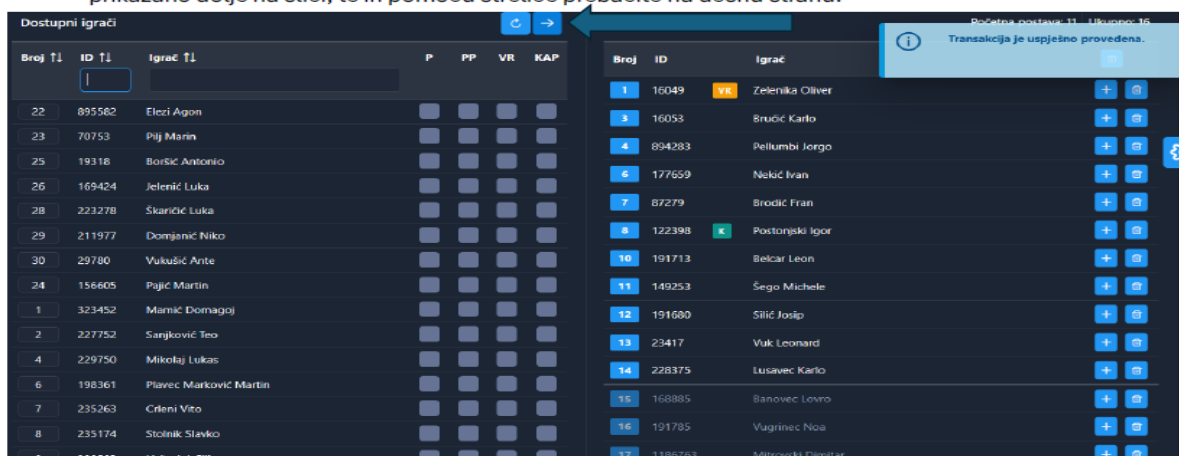 Dostupni igrači
Početna postava: 11 Ukupno: 16
Transakcija je uspješno provedena.
Broj ID Igrač P PP VR KAP
Broj ID Igrač
22 895582 Elezi Agon
23 70753 Pilj Marin
25 19318 Boršić Antonio
26 169424 Jelenić Luka
28 223278 Škaričić Luka
29 211977 Domjanić Niko
30 29780 Vukušić Ante
24 156605 Pajić Martin
1 323452 Mamić Domagoj
2 227752 Sanjković Teo
4 229750 Mikolaj Lukas
6 198361 Plavec Marković Martin
7 235263 Crleni Vito
8 235174 Stolnik Slavko
1 16049 VR Zelenika Oliver
3 16053 Bručić Karlo
4 894283 Pellumbi Jorgo
6 177659 Nekić Ivan
7 87279 Brodić Fran
8 122398 K Postonjski Igor
10 191713 Belcar Leon
11 149253 Šego Michele
12 191680 Silić Josip
13 23417 Vuk Leonard
14 228375 Lusavec Karlo
15 168885 Banovec Lovro
16 191785 Vugrinec Noa
17 1186763 Mitrovski Dimitar